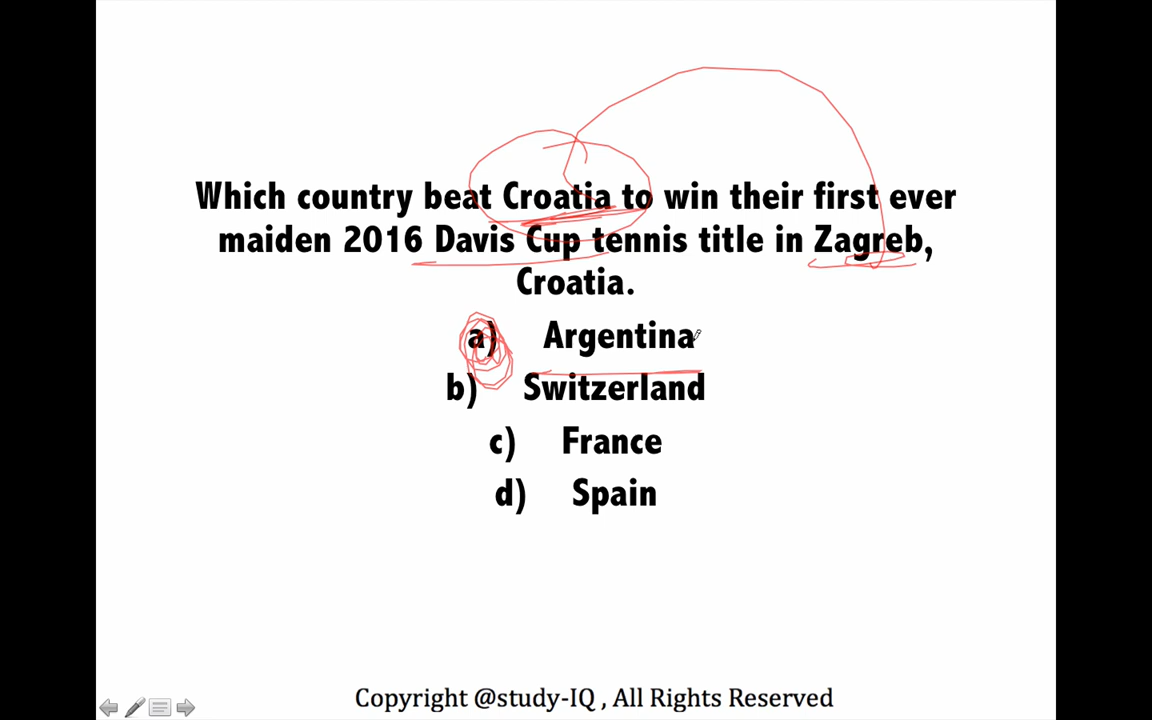 Which country beat Croatia to win their first ever
maiden 2016 Davis Cup tennis title in Zagreb,
Croatia.
a) Argentina
b) Switzerland
c) France
d) Spain
Copyright @study-IQ , All Rights Reserved